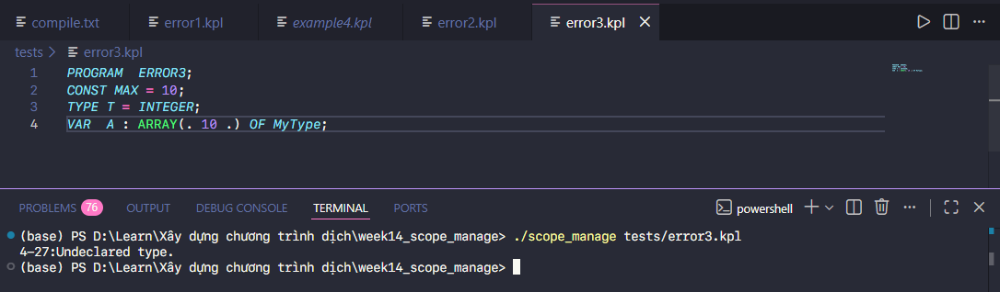 compile.txt error1.kpl example4.kpl error2.kpl error3.kpl
tests > error3.kpl
1 PROGRAM  ERROR3;
2 CONST MAX = 10;
3 TYPE T = INTEGER;
4 VAR  A : ARRAY(. 10 .) OF MyType;
PROBLEMS 76 OUTPUT DEBUG CONSOLE TERMINAL PORTS powershell
(base) PS D:\Learn\Xây dựng chương trình dịch\week14_scope_manage> ./scope_manage tests/error3.kpl
4-27:Undeclared type.
(base) PS D:\Learn\Xây dựng chương trình dịch\week14_scope_manage>